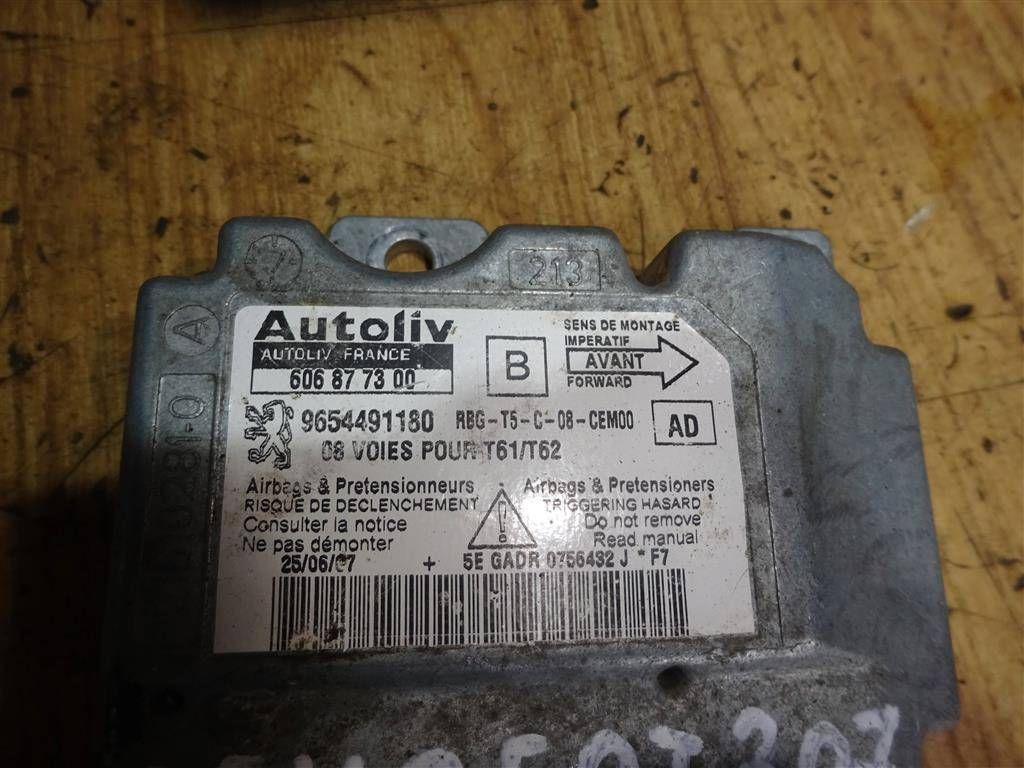 7
213
A
Autoliv
AUTOLIV FRANCE
606 87 73 00
B
SENS DE MONTAGE
IMPERATIF
AVANT
FORWARD
9654491180 RBG-T5-C-08-CEM00
AD
08 VOIES POUR T61/T62
Airbags & Pretensionneurs
RISQUE DE DECLENCHEMENT
Consulter la notice
Ne pas démonter
!
Airbags & Pretensioners
TRIGGERING HASARD
Do not remove
Read manual
25/06/07 + 5E GADR 0756432 J *F7
307